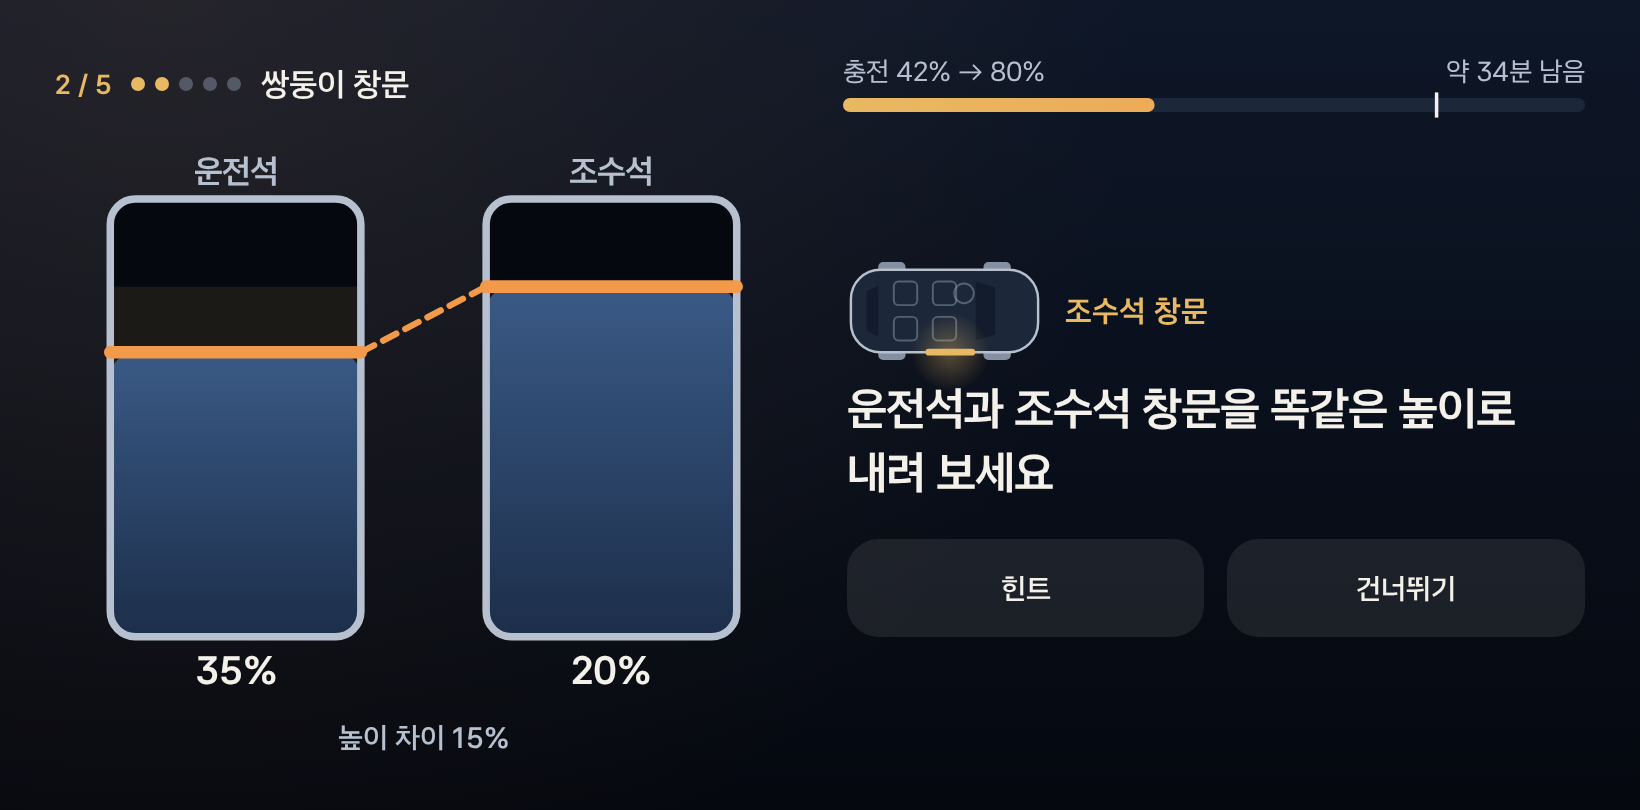 2 / 5 쌍둥이 창문
충전 42% → 80%
약 34분 남음
운전석
조수석
35%
20%
높이 차이 15%
조수석 창문
운전석과 조수석 창문을 똑같은 높이로
내려 보세요
힌트
건너뛰기